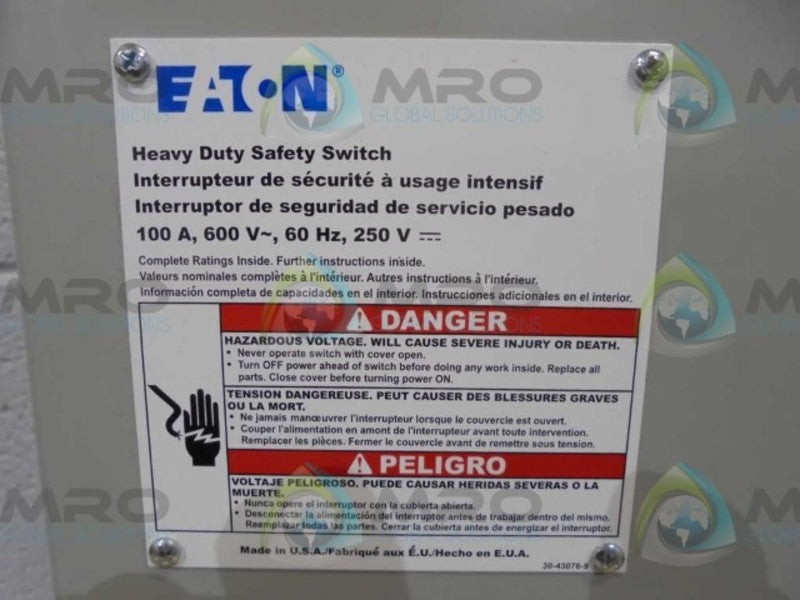 EATON®
Heavy Duty Safety Switch
Interrupteur de sécurité à usage intensif
Interruptor de seguridad de servicio pesado
100 A, 600 V~, 60 Hz, 250 V ⎓
Complete Ratings Inside. Further instructions inside.
Valeurs nominales complètes à l'intérieur. Autres instructions à l'intérieur.
Información completa de capacidades en el interior. Instrucciones adicionales en el interior.
⚠ DANGER
HAZARDOUS VOLTAGE. WILL CAUSE SEVERE INJURY OR DEATH.
• Never operate switch with cover open.
• Turn OFF power ahead of switch before doing any work inside. Replace all
parts. Close cover before turning power ON.
TENSION DANGEREUSE. PEUT CAUSER DES BLESSURES GRAVES
OU LA MORT.
• Ne jamais manœuvrer l'interrupteur lorsque le couvercle est ouvert.
• Couper l'alimentation en amont de l'interrupteur avant toute intervention.
Remplacer les pièces. Fermer le couvercle avant de remettre sous tension.
⚠ PELIGRO
VOLTAJE PELIGROSO. PUEDE CAUSAR HERIDAS SEVERAS O LA
MUERTE.
• Nunca opere el interruptor con la cubierta abierta.
• Desconectar la alimentación del interruptor antes de trabajar dentro del mismo.
Reemplazar todas las partes. Cerrar la cubierta antes de energizar el interruptor.
Made in U.S.A./Fabriqué aux É.U./Hecho en E.U.A.
30-43076-9
MRO
GLOBAL SOLUTIONS